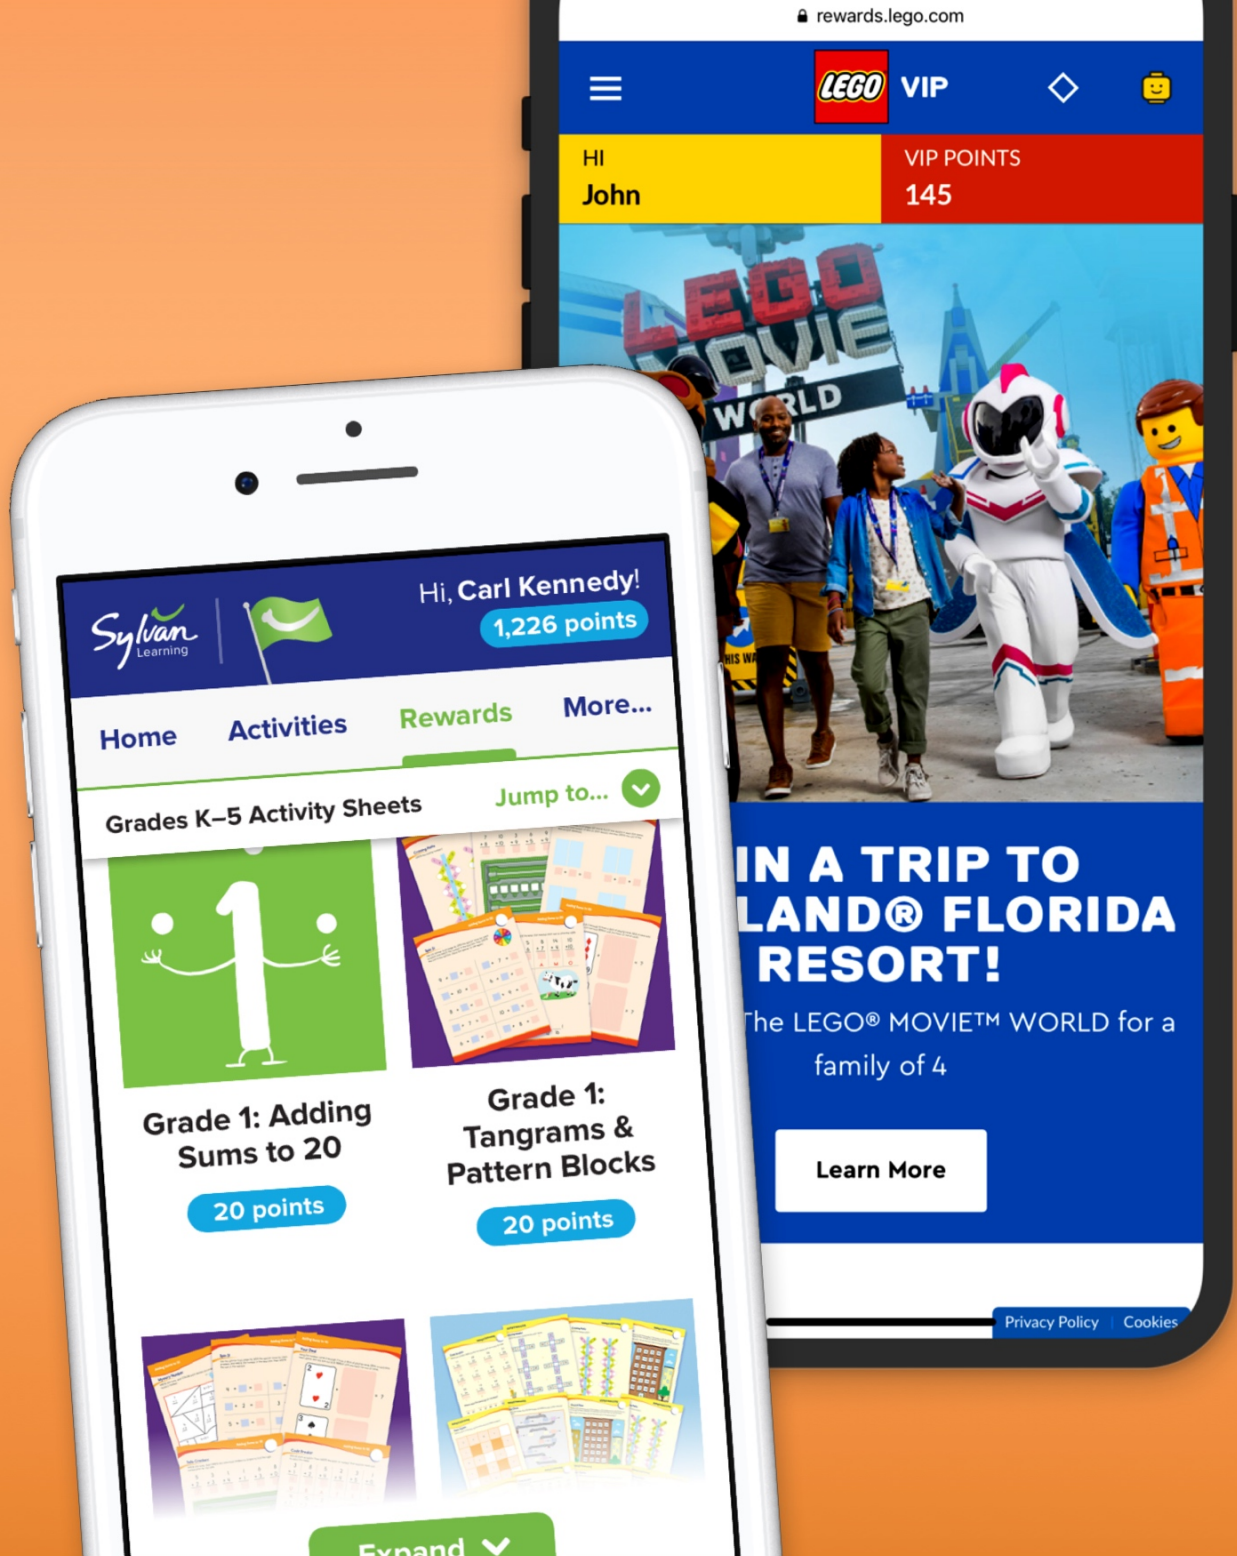 rewards.lego.com
LEGO VIP
HI
John
VIP POINTS
145
LEGO
MOVIE
WORLD
HIS WA
IN A TRIP TO
LAND® FLORIDA
RESORT!
The LEGO® MOVIE™ WORLD for a
family of 4
Learn More
Privacy Policy | Cookies
Sylvan
Learning
Hi, Carl Kennedy!
1,226 points
Home Activities Rewards More...
Grades K–5 Activity Sheets Jump to...
1
Grade 1: Adding
Sums to 20
20 points
Grade 1:
Tangrams &
Pattern Blocks
20 points
Expand